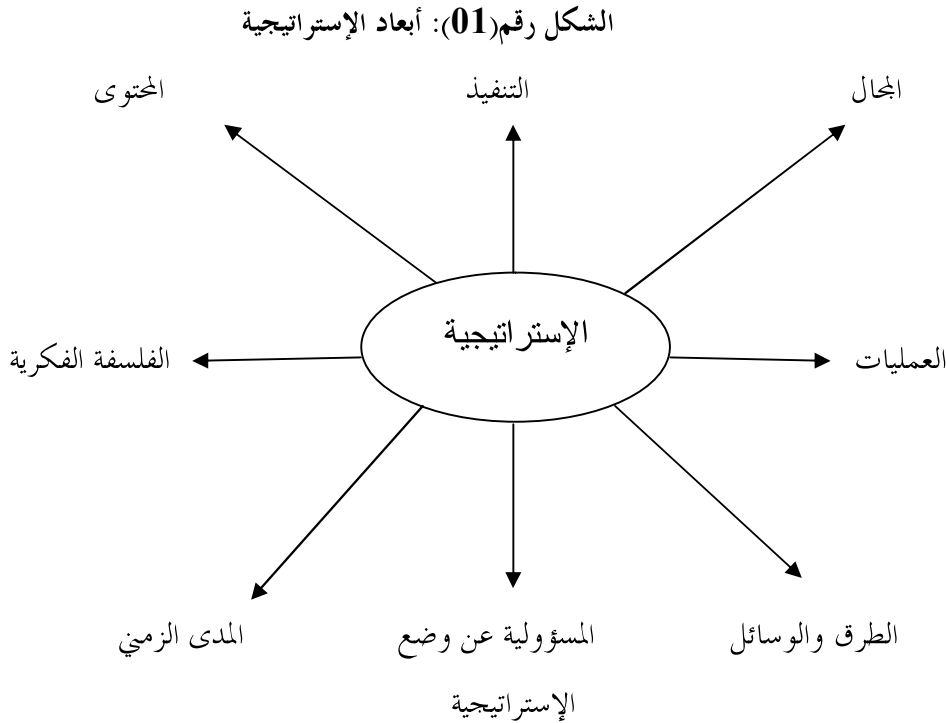 الشكل رقم(01): أبعاد الإستراتيجية
المجال
التنفيذ
المحتوى
الإستراتيجية
العمليات
الفلسفة الفكرية
الطرق والوسائل
المسؤولية عن وضع
الإستراتيجية
المدى الزمني